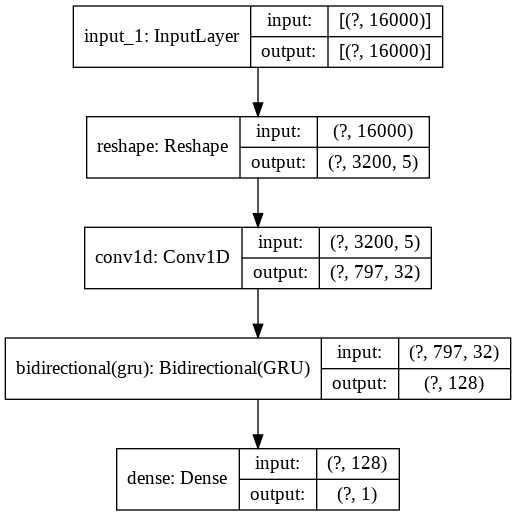 input_1: InputLayer
input: [(?, 16000)]
output: [(?, 16000)]
reshape: Reshape
input: (?, 16000)
output: (?, 3200, 5)
conv1d: Conv1D
input: (?, 3200, 5)
output: (?, 797, 32)
bidirectional(gru): Bidirectional(GRU)
input: (?, 797, 32)
output: (?, 128)
dense: Dense
input: (?, 128)
output: (?, 1)